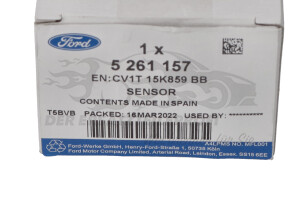 Ford
1 x
5 261 157
EN: CV1T 15K859 BB
SENSOR
CONTENTS MADE IN SPAIN
T5BVB PACKED: 16MAR2022 USED BY: ----------
Ford-Werke GmbH, Henry-Ford-Straße 1, 50735 Köln
Ford Motor Company Limited, Arterial Road, Laindon, Essex, SS15 6EE